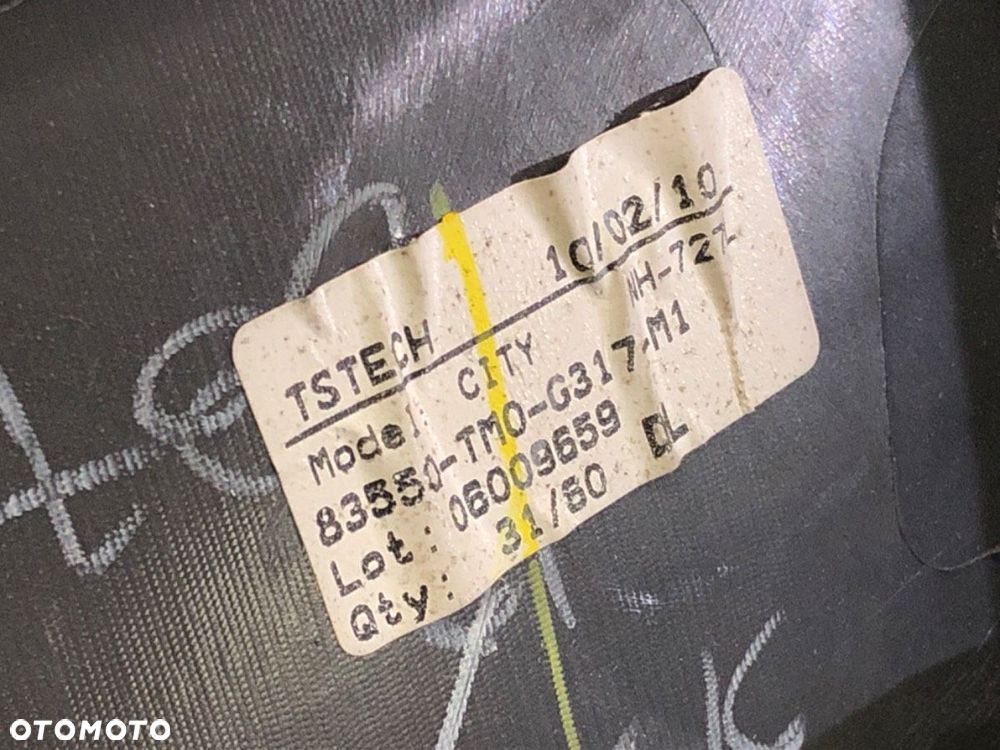 TSTECH 10/02/10
Model: CITY NH-727
83550-TM0-G317-M1
Lot: 06009659 DL
Qty: 31/60
OTOMOTO